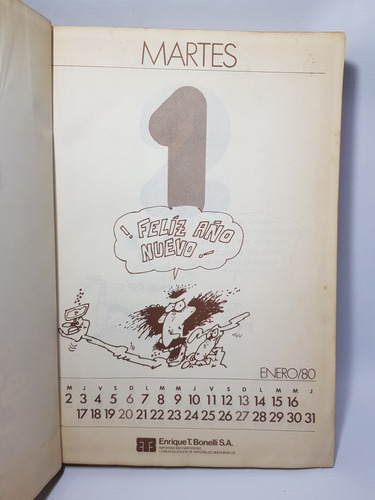 MARTES
1
¡FELÍZ AÑO
NUEVO!
ENERO/80
M J V S D L M M J V S D L M M
2 3 4 5 6 7 8 9 10 11 12 13 14 15 16
J V S D L M M J V S D L M M J
17 18 19 20 21 22 23 24 25 26 27 28 29 30 31
Enrique T. Bonelli S.A.